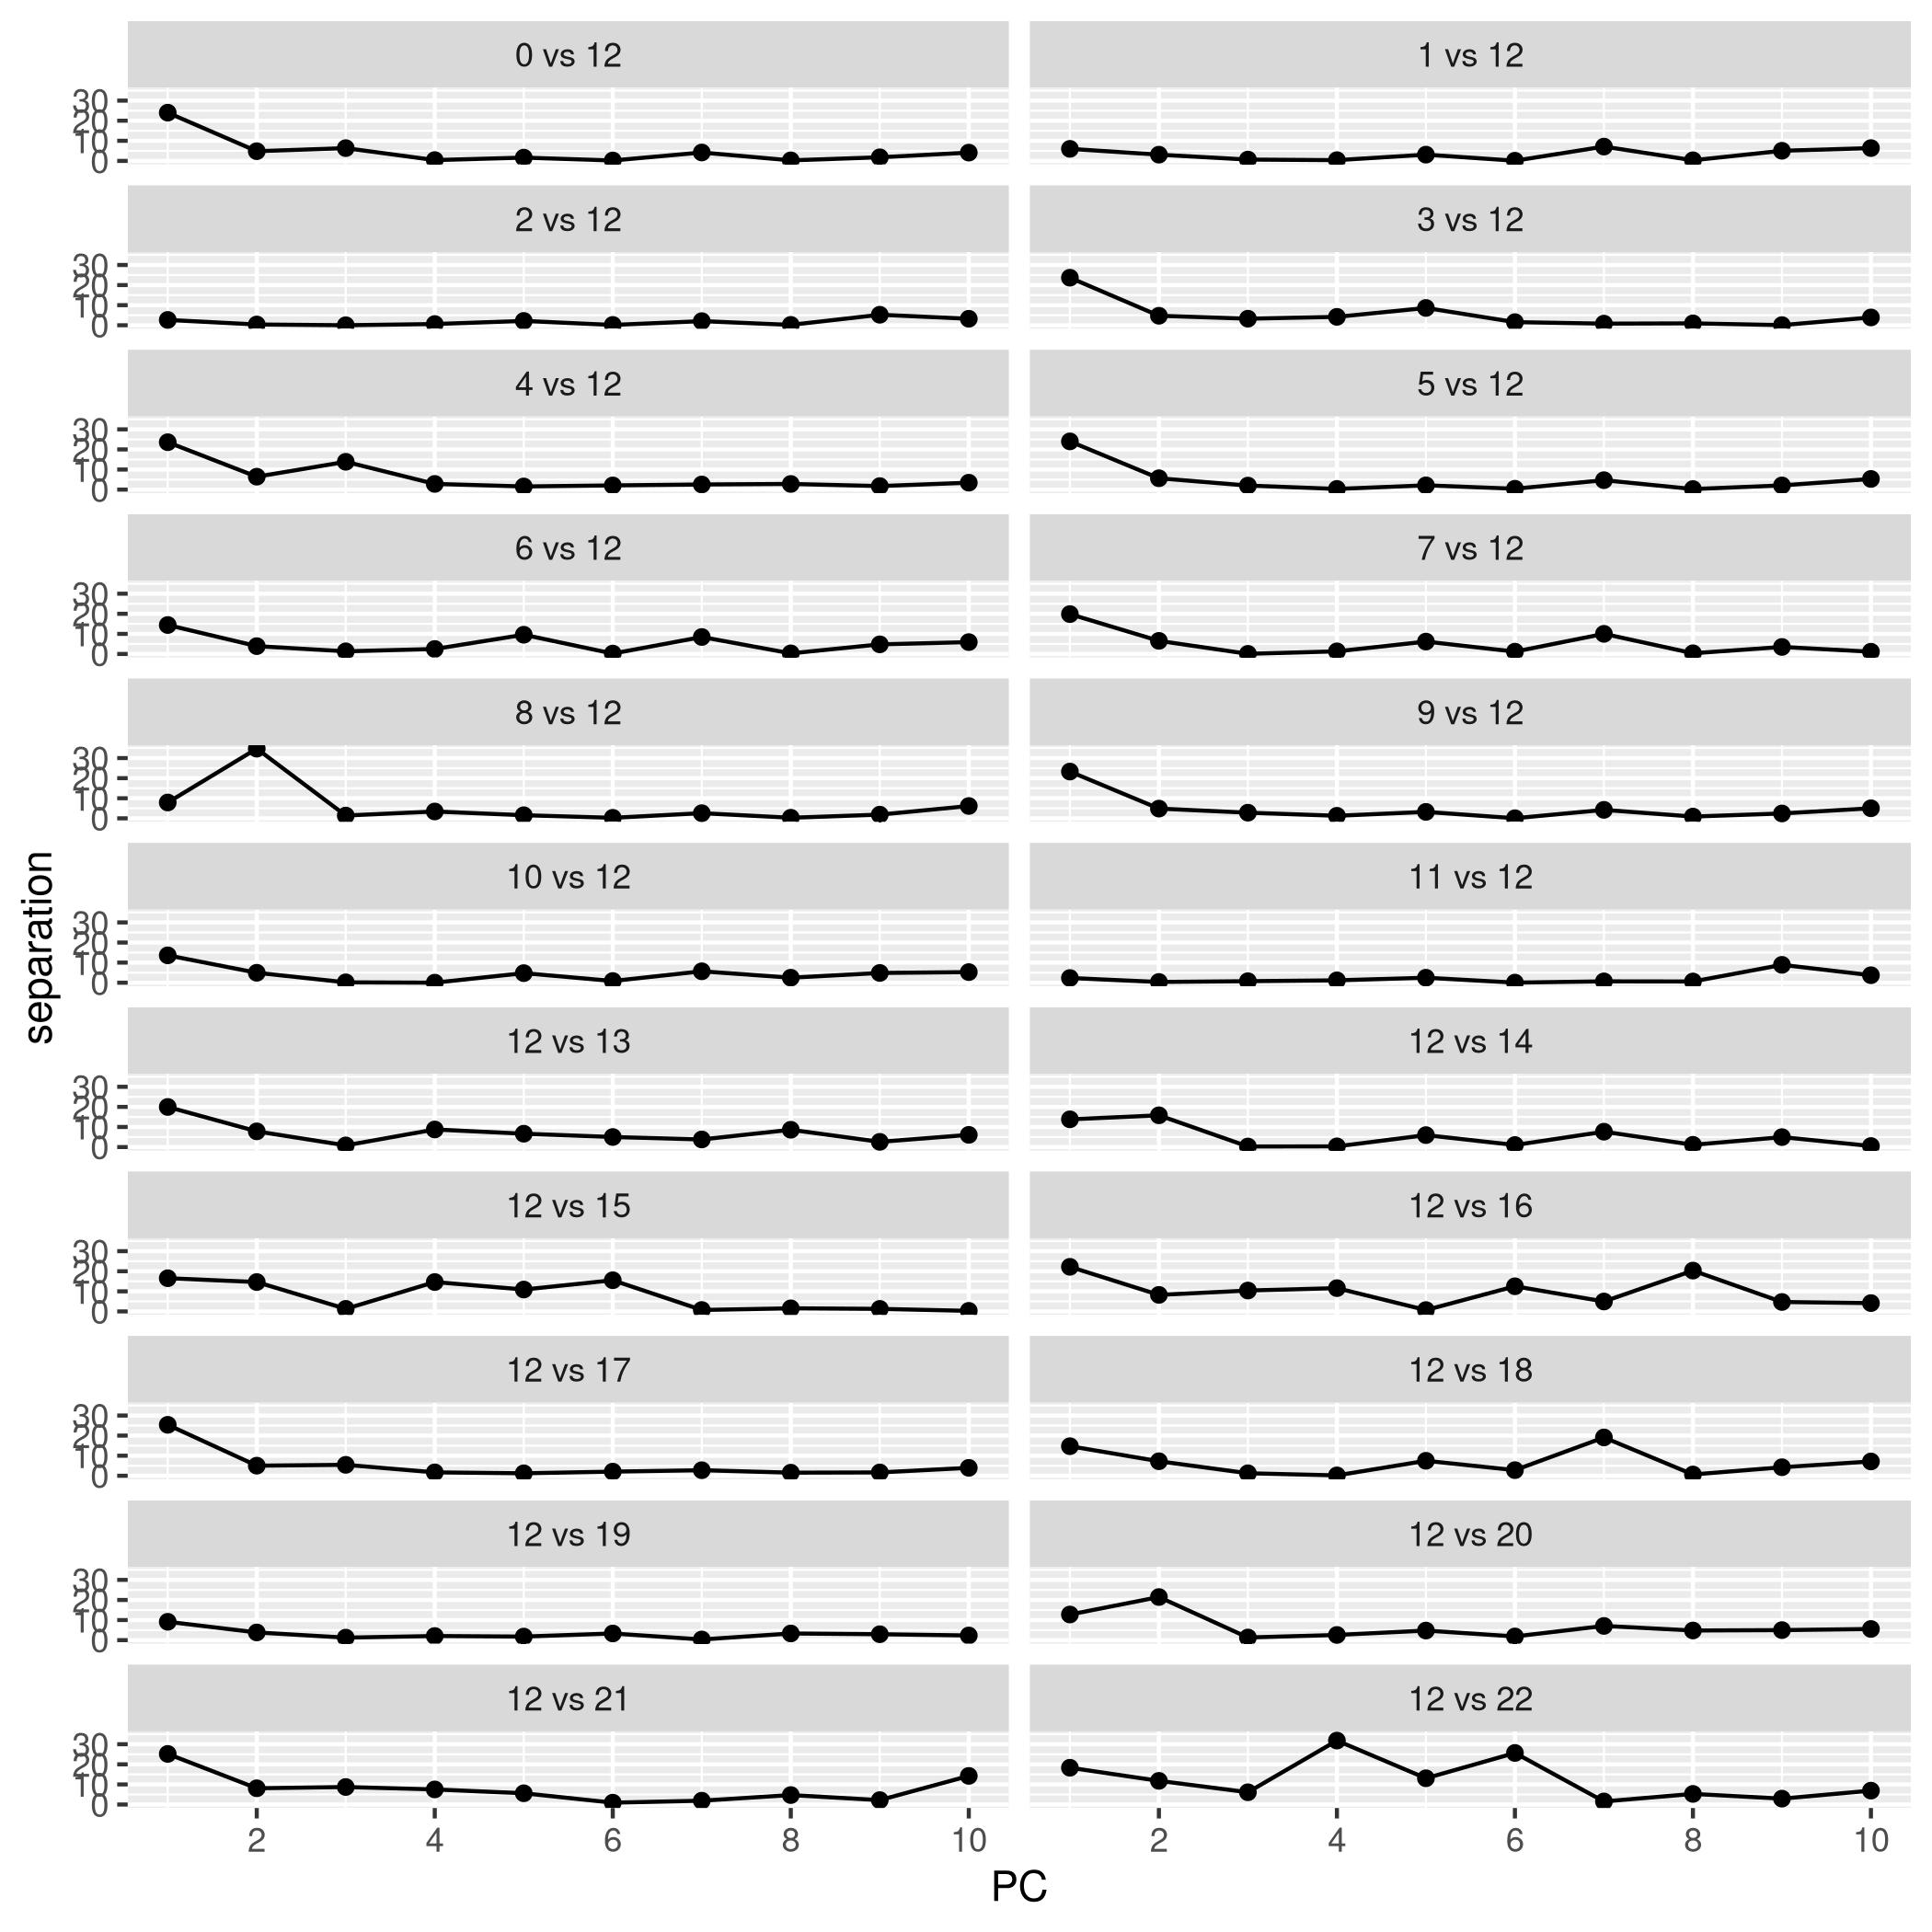 0 vs 12
1 vs 12
30
20
10
0
2 vs 12
3 vs 12
30
20
10
0
4 vs 12
5 vs 12
30
20
10
0
6 vs 12
7 vs 12
30
20
10
0
8 vs 12
9 vs 12
30
20
10
0
10 vs 12
11 vs 12
30
20
10
0
12 vs 13
12 vs 14
30
20
10
0
12 vs 15
12 vs 16
30
20
10
0
12 vs 17
12 vs 18
30
20
10
0
12 vs 19
12 vs 20
30
20
10
0
12 vs 21
12 vs 22
30
20
10
0
2 4 6 8 10
2 4 6 8 10
PC
separation